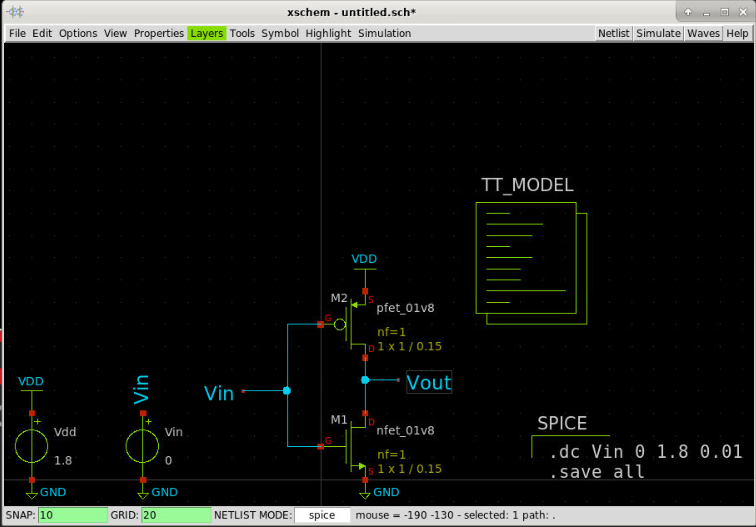 xschem - untitled.sch*
File Edit Options View Properties Layers Tools Symbol Highlight Simulation Netlist Simulate Waves Help
TT_MODEL
VDD
M2
S
pfet_01v8
G
nf=1
1 x 1 / 0.15
D
VDD
Vin
Vin
Vout
M1
D
nfet_01v8
G
nf=1
1 x 1 / 0.15
S
GND
+
Vdd
1.8
GND
+
Vin
0
GND
SPICE
.dc Vin 0 1.8 0.01
.save all
SNAP: 10 GRID: 20 NETLIST MODE: spice mouse = -190 -130 - selected: 1 path: .